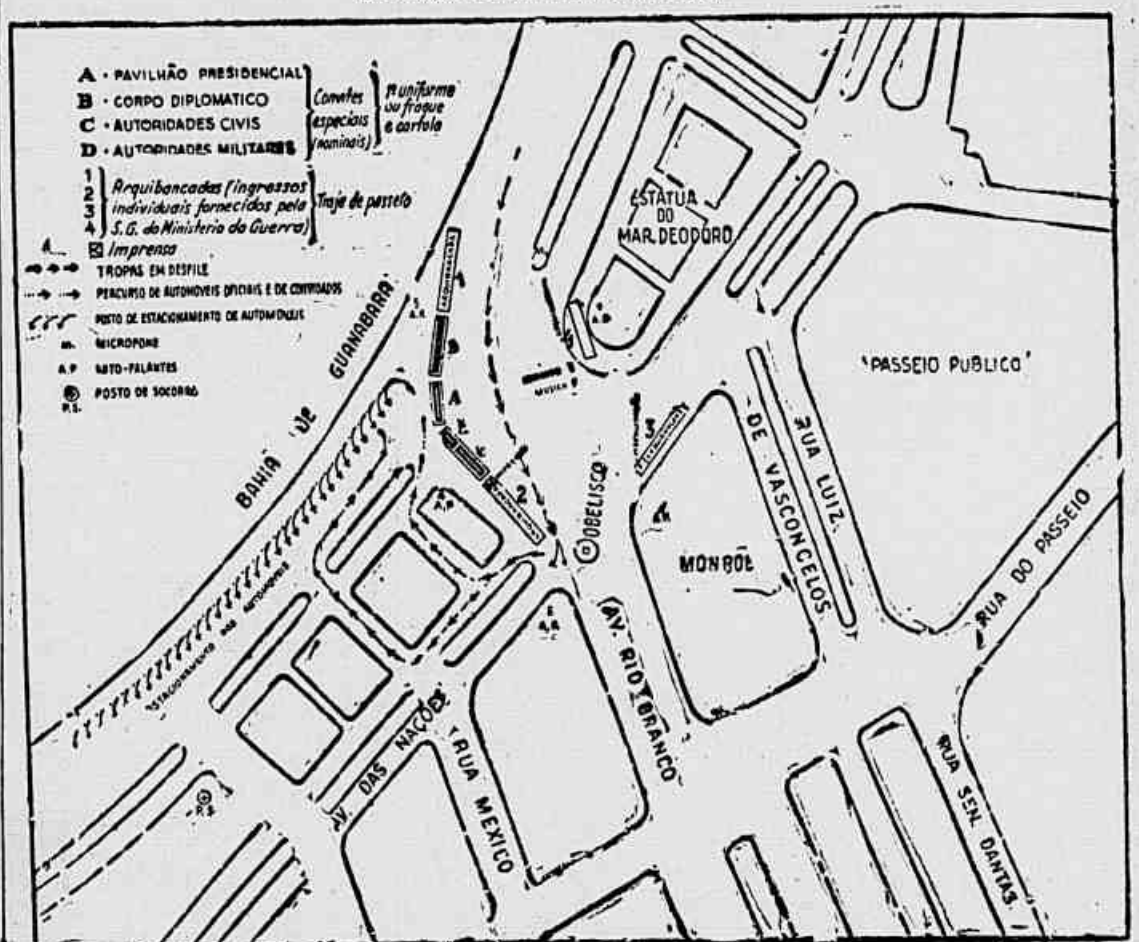 A · PAVILHÃO PRESIDENCIAL
B · CORPO DIPLOMATICO
C · AUTORIDADES CIVIS
D · AUTORIDADES MILITARES
Convites
especiais
(nominais)
1º uniforme
ou fraque
e cartola
1
2
3
4
Arquibancadas (ingressos
individuais fornecidos pela
S.G. do Ministerio da Guerra)
Traje de passeio
Imprensa
TROPAS EM DESFILE
PERCURSO DE AUTOMÓVEIS OFICIAIS E DE CONVIDADOS
POSTO DE ESTACIONAMENTO DE AUTOMOVEIS
m. MICROFONE
A.P AUTO-FALANTES
P.S. POSTO DE SOCORRO
BAHIA DE GUANABARA
ESTATUA
DO
MAR. DEODORO
ARQUIBANCADA
B
A
MUSICA
3
2
A.P
OBELISCO
"PASSEIO PUBLICO"
RUA LUIZ.
DE VASCONCELOS.
MONRÓE
RUA DO PASSEIO
ESTACIONAMENTO DOS AUTOMOVEIS
AV. RIO BRANCO
AV. DAS NAÇÕES
RUA MEXICO
RUA SEN. DANTAS.
P.S.